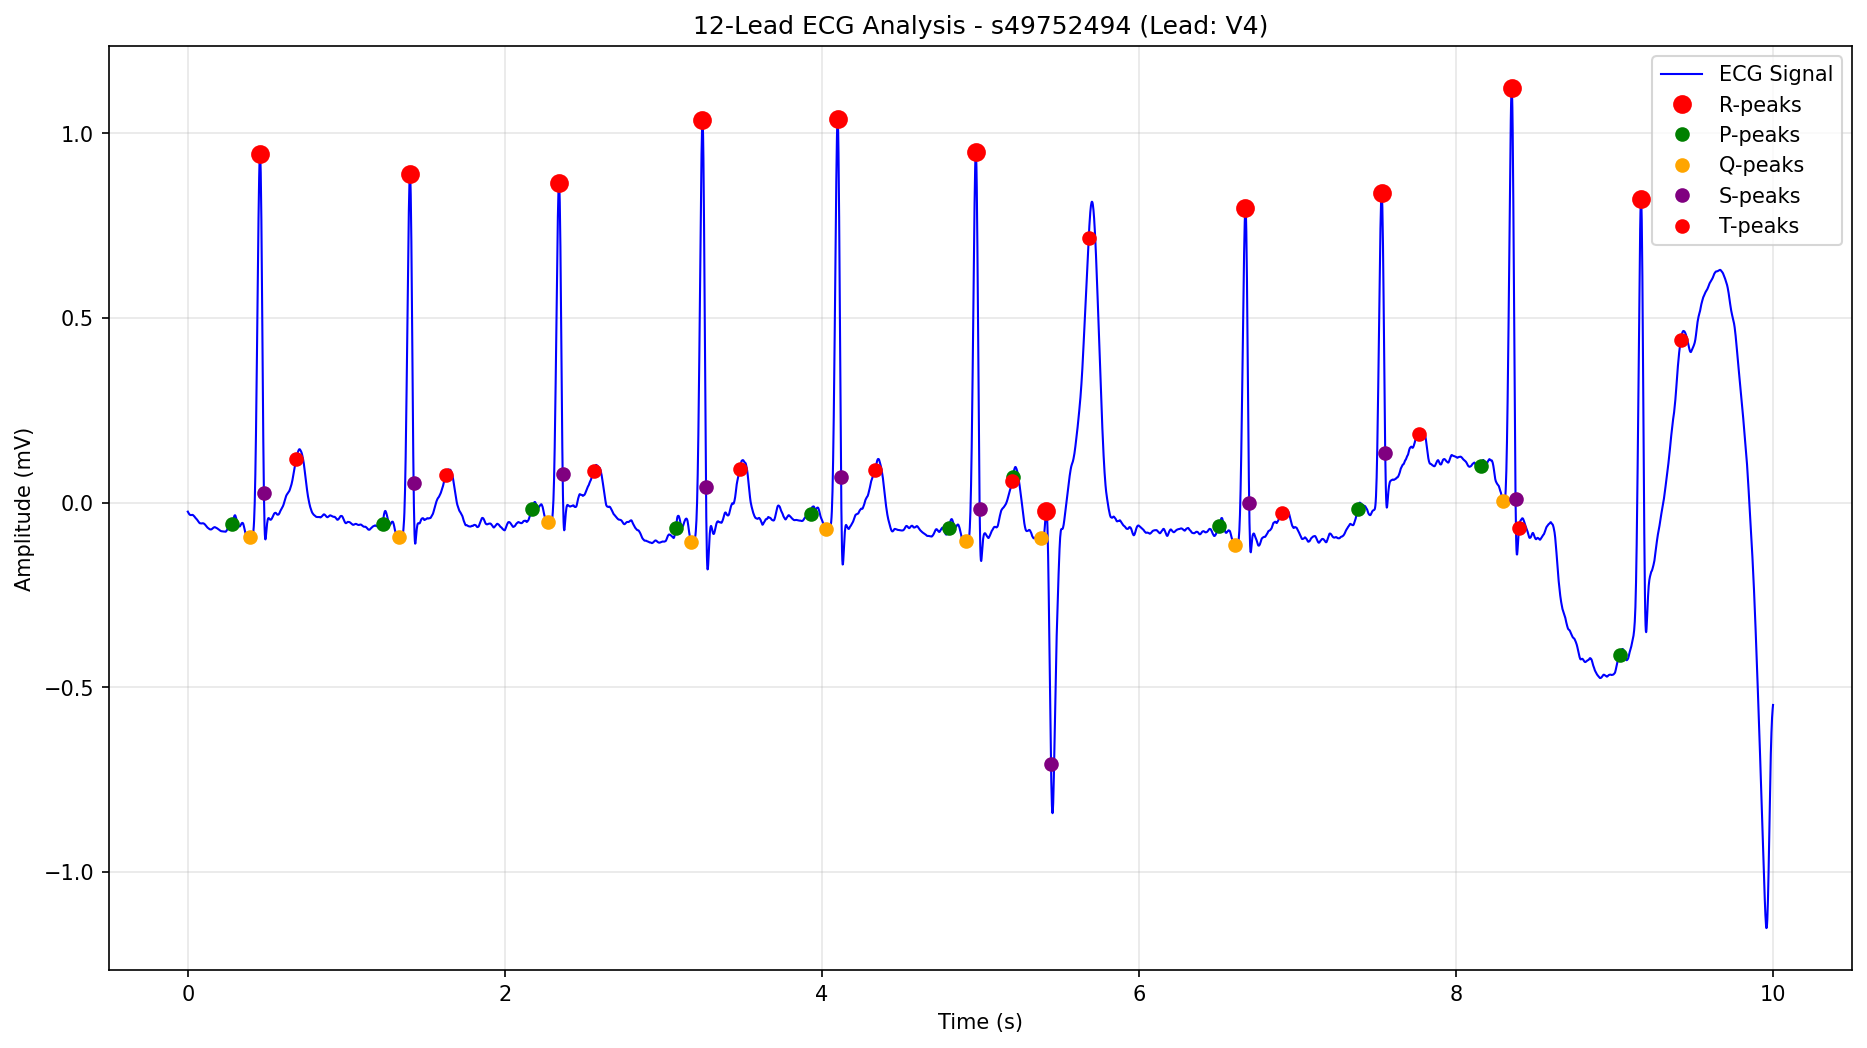 12-Lead ECG Analysis - s49752494 (Lead: V4)
ECG Signal
R-peaks
P-peaks
Q-peaks
S-peaks
T-peaks
Amplitude (mV)
1.0
0.5
0.0
−0.5
−1.0
0
2
4
6
8
10
Time (s)